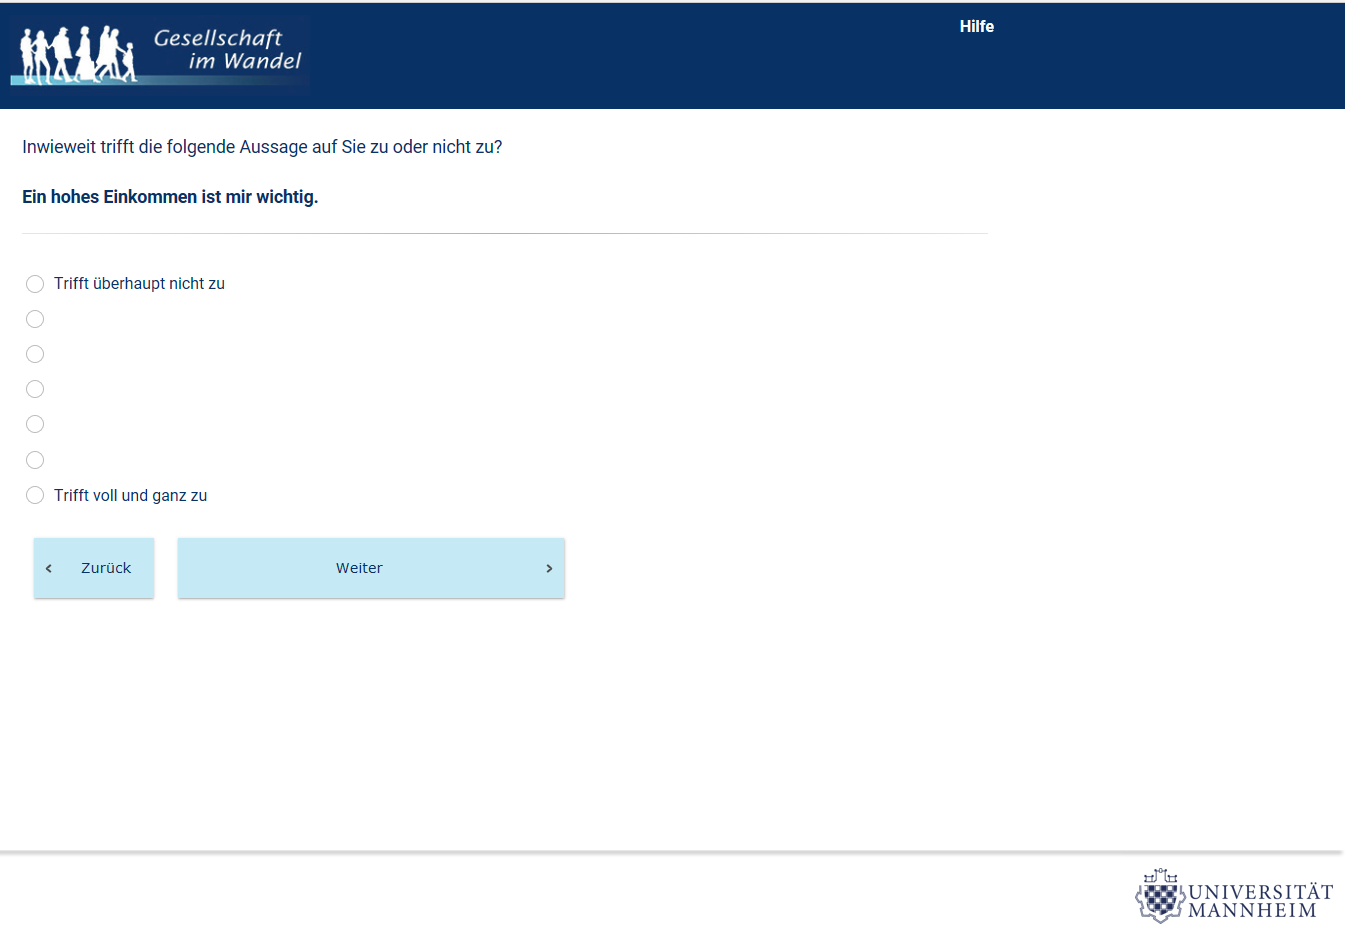 Gesellschaft
im Wandel
Hilfe
Inwieweit trifft die folgende Aussage auf Sie zu oder nicht zu?
Ein hohes Einkommen ist mir wichtig.
Trifft überhaupt nicht zu
Trifft voll und ganz zu
‹ Zurück
Weiter ›
UNIVERSITÄT
MANNHEIM